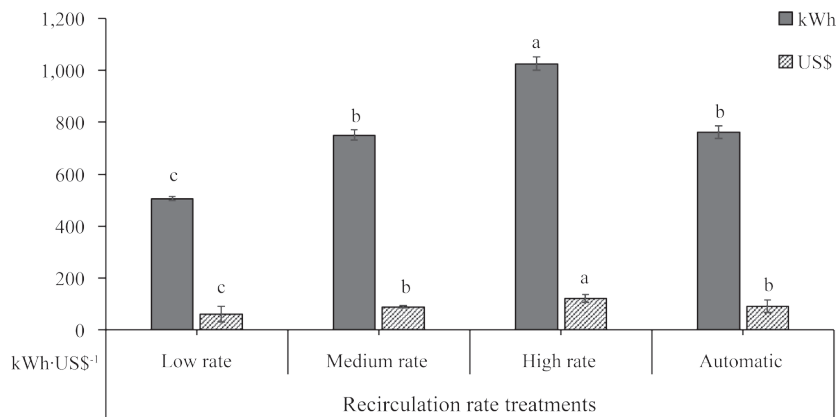 1,200
kWh
a
1,000
US$
b
b
800
600
c
400
200
c
b
a
b
0
kWh·US$⁻¹
Low rate
Medium rate
High rate
Automatic
Recirculation rate treatments